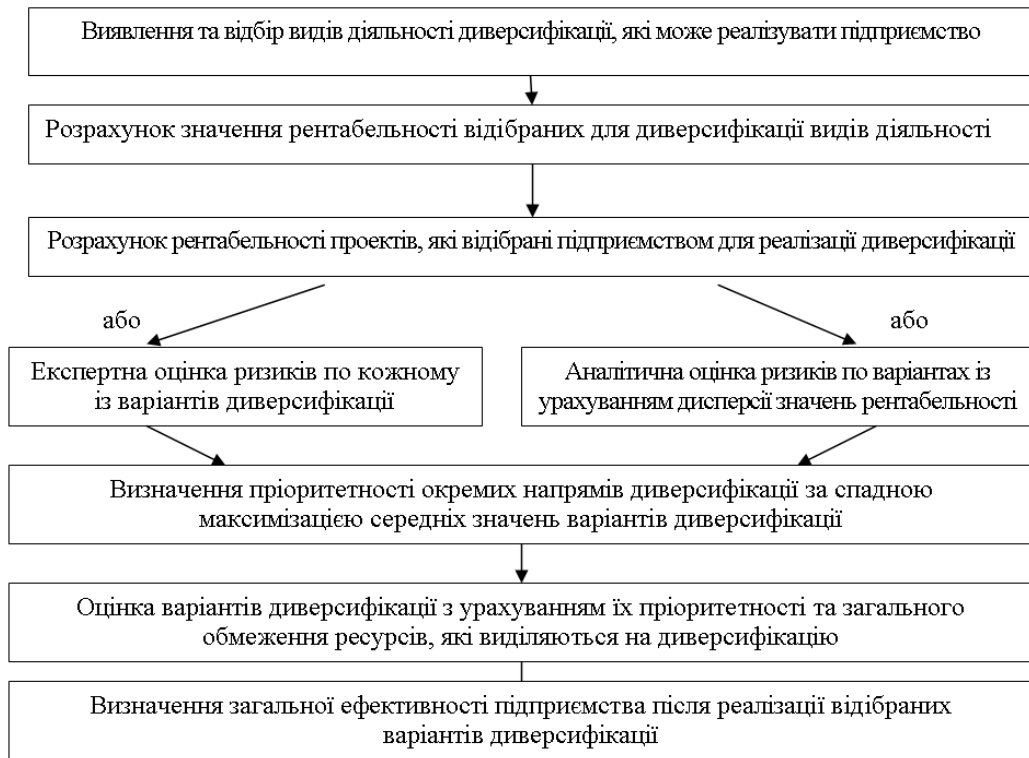 Виявлення та відбір видів діяльності диверсифікації, які може реалізувати підприємство
Розрахунок значення рентабельності відібраних для диверсифікації видів діяльності
Розрахунок рентабельності проектів, які відібрані підприємством для реалізації диверсифікації
або
або
Експертна оцінка ризиків по кожному
із варіантів диверсифікації
Аналітична оцінка ризиків по варіантах із
урахуванням дисперсії значень рентабельності
Визначення пріоритетності окремих напрямів диверсифікації за спадною
максимізацією середніх значень варіантів диверсифікації
Оцінка варіантів диверсифікації з урахуванням їх пріоритетності та загального
обмеження ресурсів, які виділяються на диверсифікацію
Визначення загальної ефективності підприємства після реалізації відібраних
варіантів диверсифікації